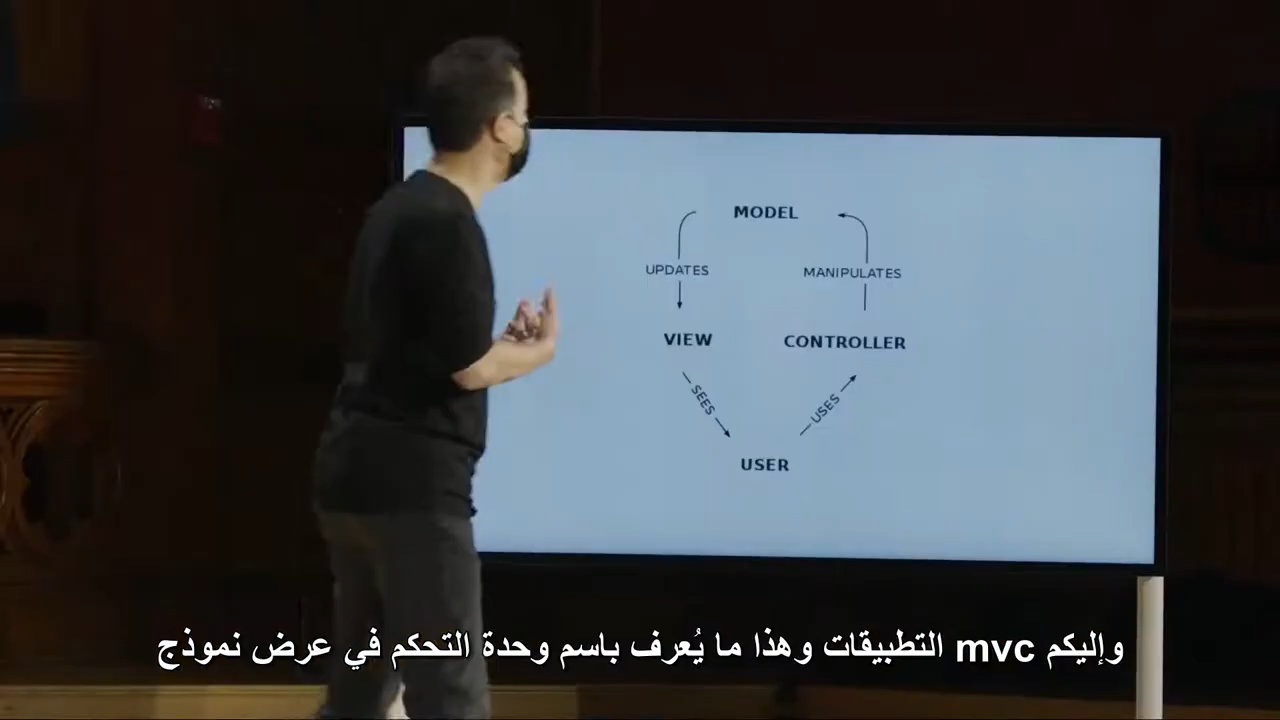 MODEL
UPDATES
MANIPULATES
VIEW
CONTROLLER
SEES
USES
USER
وإليكم mvc التطبيقات وهذا ما يُعرف باسم وحدة التحكم في عرض نموذج